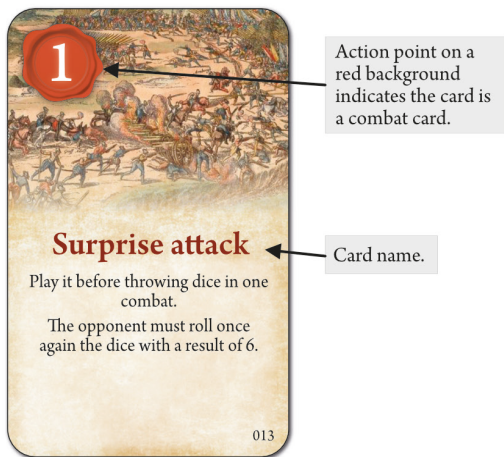 1
Action point on a
red background
indicates the card is
a combat card.
Surprise attack
Card name.
Play it before throwing dice in one
combat.
The opponent must roll once
again the dice with a result of 6.
013